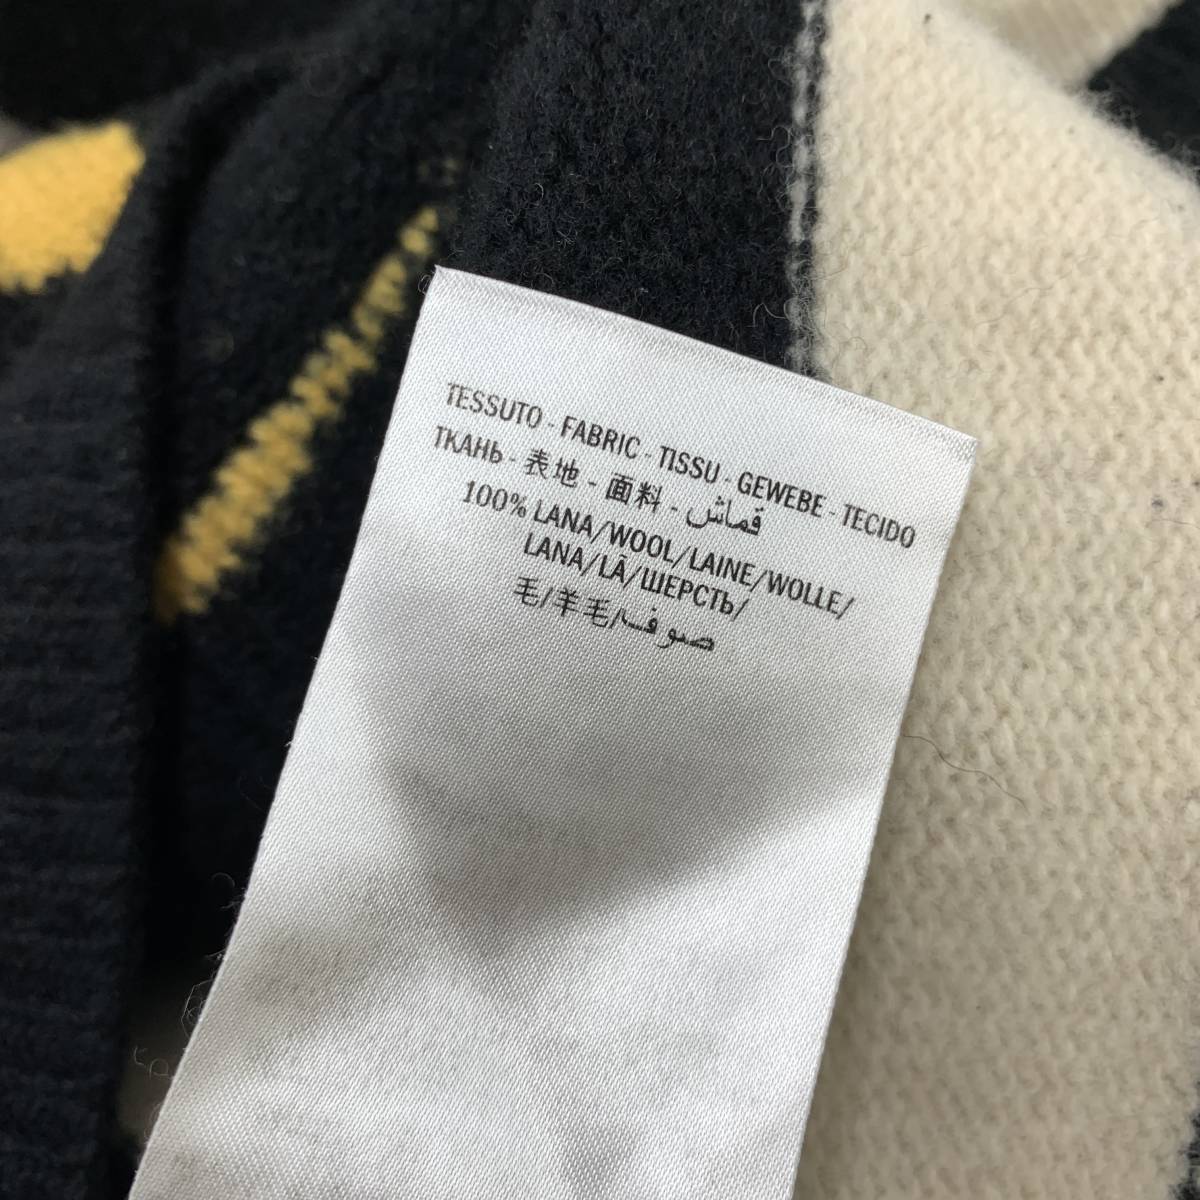 TESSUTO - FABRIC - TISSU - GEWEBE - TECIDO
ТКАНЬ - 表地 - 面料 - قماش
100% LANA/WOOL/LAINE/WOLLE/
LANA/LÃ/ШЕРСТЬ/
毛/羊毛/صوف